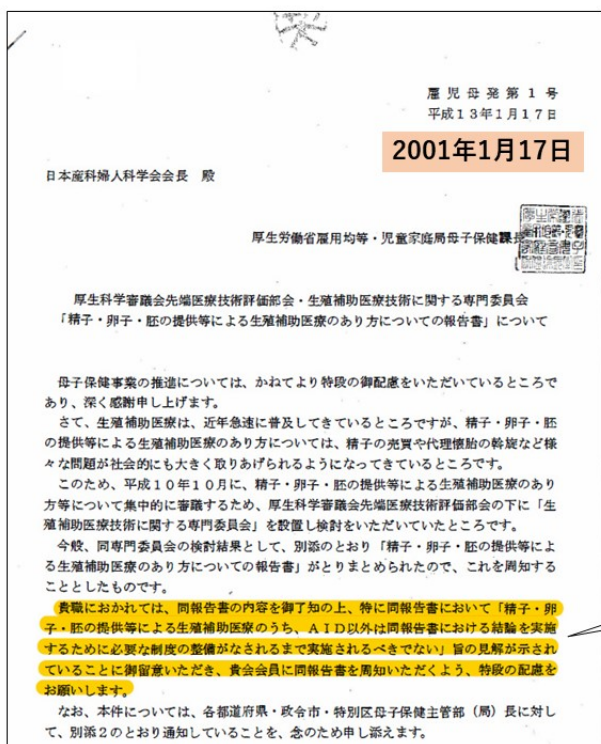 雇児母発第１号
平成１３年１月１７日
2001年1月17日
日本産科婦人科学会会長　殿
厚生労働省雇用均等・児童家庭局母子保健課長
厚生科学審議会先端医療技術評価部会・生殖補助医療技術に関する専門委員会
「精子・卵子・胚の提供等による生殖補助医療のあり方についての報告書」について
母子保健事業の推進については、かねてより特段の御配慮をいただいているところで
あり、深く感謝申し上げます。
さて、生殖補助医療は、近年急速に普及してきているところですが、精子・卵子・胚
の提供等による生殖補助医療のあり方については、精子の売買や代理懐胎の斡旋など様
々な問題が社会的にも大きく取りあげられるようになってきているところです。
このため、平成１０年１０月に、精子・卵子・胚の提供等による生殖補助医療のあり
方等について集中的に審議するため、厚生科学審議会先端医療技術評価部会の下に「生
殖補助医療技術に関する専門委員会」を設置し検討をいただいていたところです。
今般、同専門委員会の検討結果として、別添のとおり「精子・卵子・胚の提供等によ
る生殖補助医療のあり方についての報告書」がとりまとめられたので、これを周知する
こととしたものです。
貴職におかれては、同報告書の内容を御了知の上、特に同報告書において「精子・卵
子・胚の提供等による生殖補助医療のうち、ＡＩＤ以外は同報告書における結論を実施
するために必要な制度の整備がなされるまで実施されるべきでない」旨の見解が示され
ていることに御留意いただき、貴会会員に同報告書を周知いただくよう、特段の配慮を
お願いします。
なお、本件については、各都道府県・政令市・特別区母子保健主管部（局）長に対し
て、別添２のとおり通知していることを、念のため申し添えます。